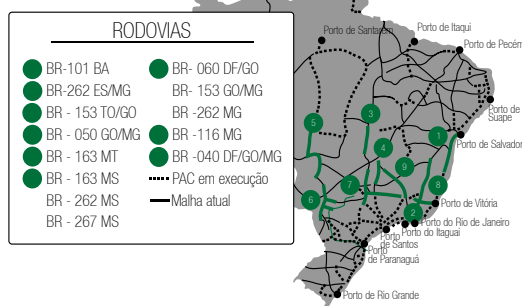 RODOVIAS
BR-101 BA
BR-262 ES/MG
BR - 153 TO/GO
BR - 050 GO/MG
BR - 163 MT
BR - 163 MS
BR - 262 MS
BR - 267 MS
BR- 060 DF/GO
BR- 153 GO/MG
BR -262 MG
BR -116 MG
BR -040 DF/GO/MG
PAC em execução
Malha atual
Porto de Santarém
Porto de Itaqui
Porto de Pecém
Porto de
Suape
Porto de Salvador
Porto de Vitória
Porto do Rio de Janeiro
Porto do Itaguai
Porto
de Santos
Porto
de Paranaguá
Porto de Rio Grande
3
5
1
4
9
7
8
6
2